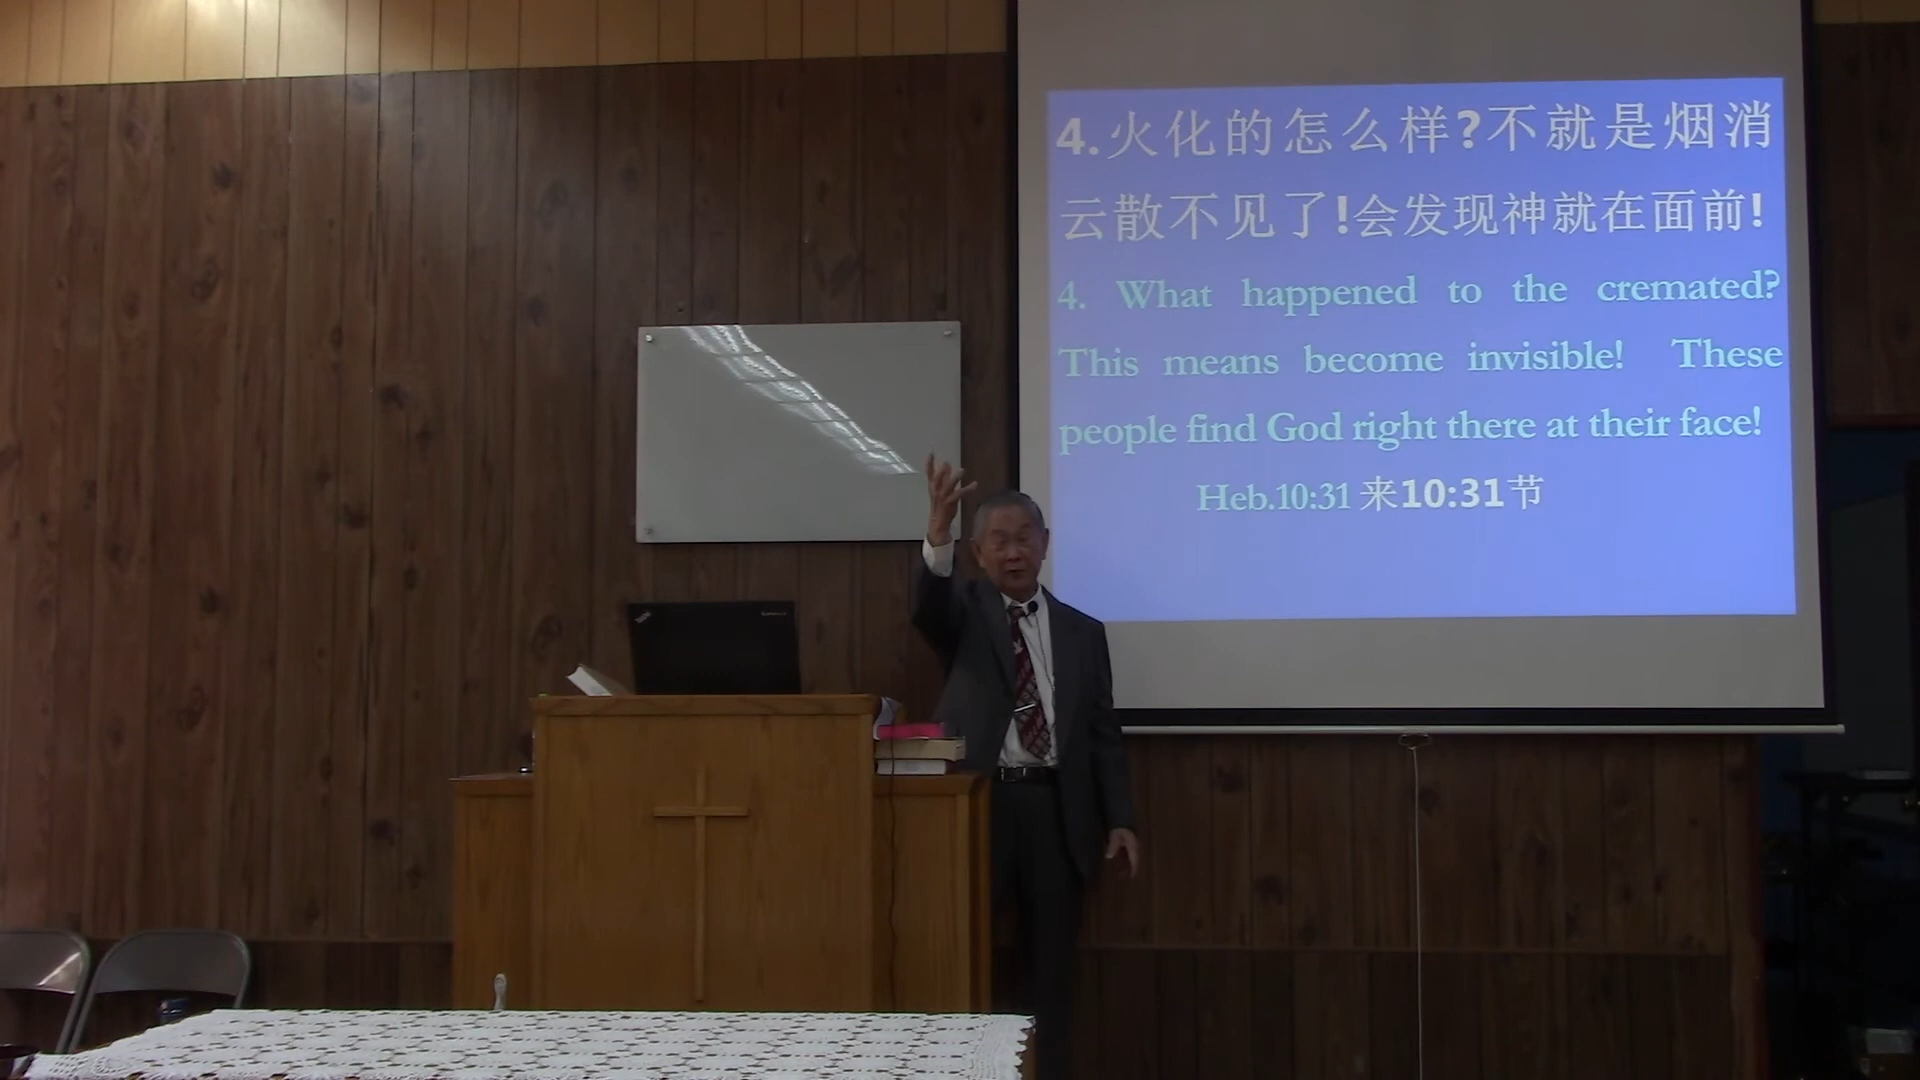 4.火化的怎么样?不就是烟消
云散不见了!会发现神就在面前!
4. What happened to the cremated?
This means become invisible! These
people find God right there at their face!
Heb.10:31 来10:31节